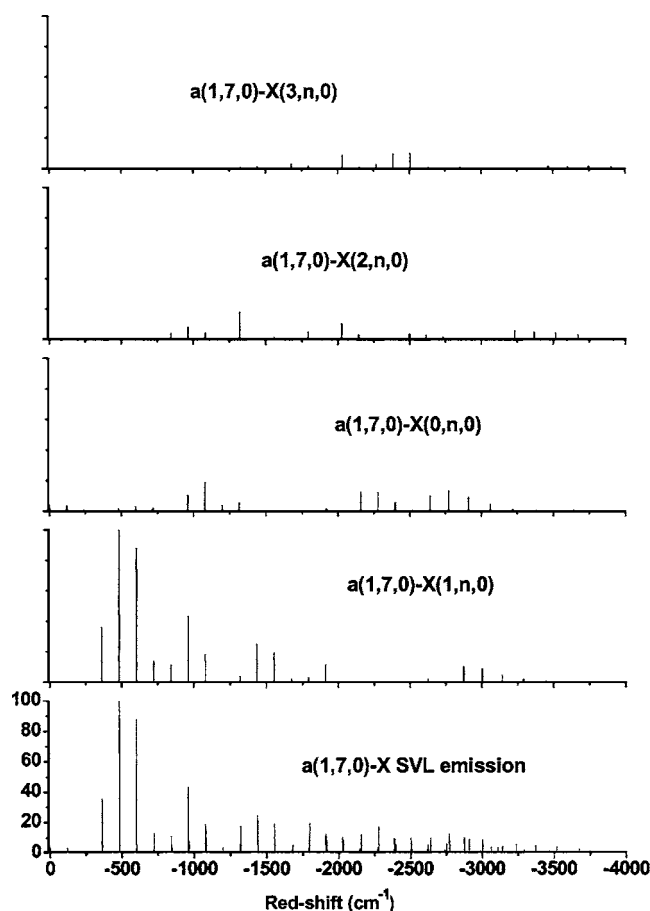 a(1,7,0)-X(3,n,0)
a(1,7,0)-X(2,n,0)
a(1,7,0)-X(0,n,0)
a(1,7,0)-X(1,n,0)
100
80
60
40
20
0
a(1,7,0)-X SVL emission
0 -500 -1000 -1500 -2000 -2500 -3000 -3500 -4000
Red-shift (cm-1)